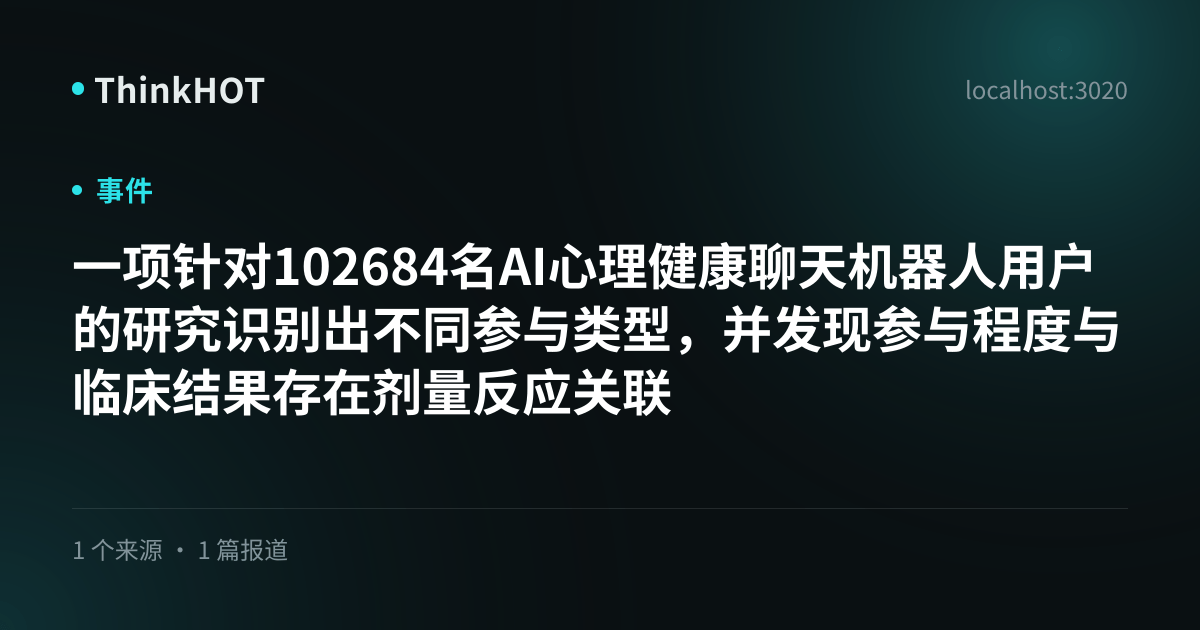 ThinkHOT
localhost:3020
事件
一项针对102684名AI心理健康聊天机器人用户
的研究识别出不同参与类型，并发现参与程度与
临床结果存在剂量反应关联
1 个来源 · 1 篇报道